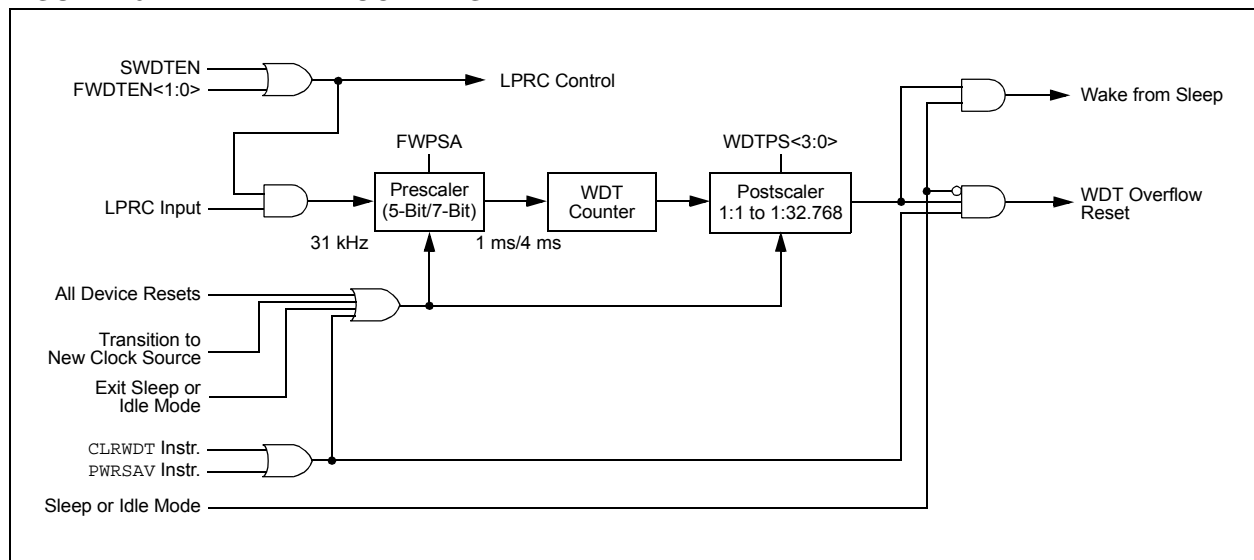 SWDTEN
FWDTEN<1:0>
LPRC Control
Wake from Sleep
FWPSA
WDTPS<3:0>
LPRC Input
Prescaler
(5-Bit/7-Bit)
WDT
Counter
Postscaler
1:1 to 1:32.768
WDT Overflow
Reset
31 kHz
1 ms/4 ms
All Device Resets
Transition to
New Clock Source
Exit Sleep or
Idle Mode
CLRWDT Instr.
PWRSAV Instr.
Sleep or Idle Mode